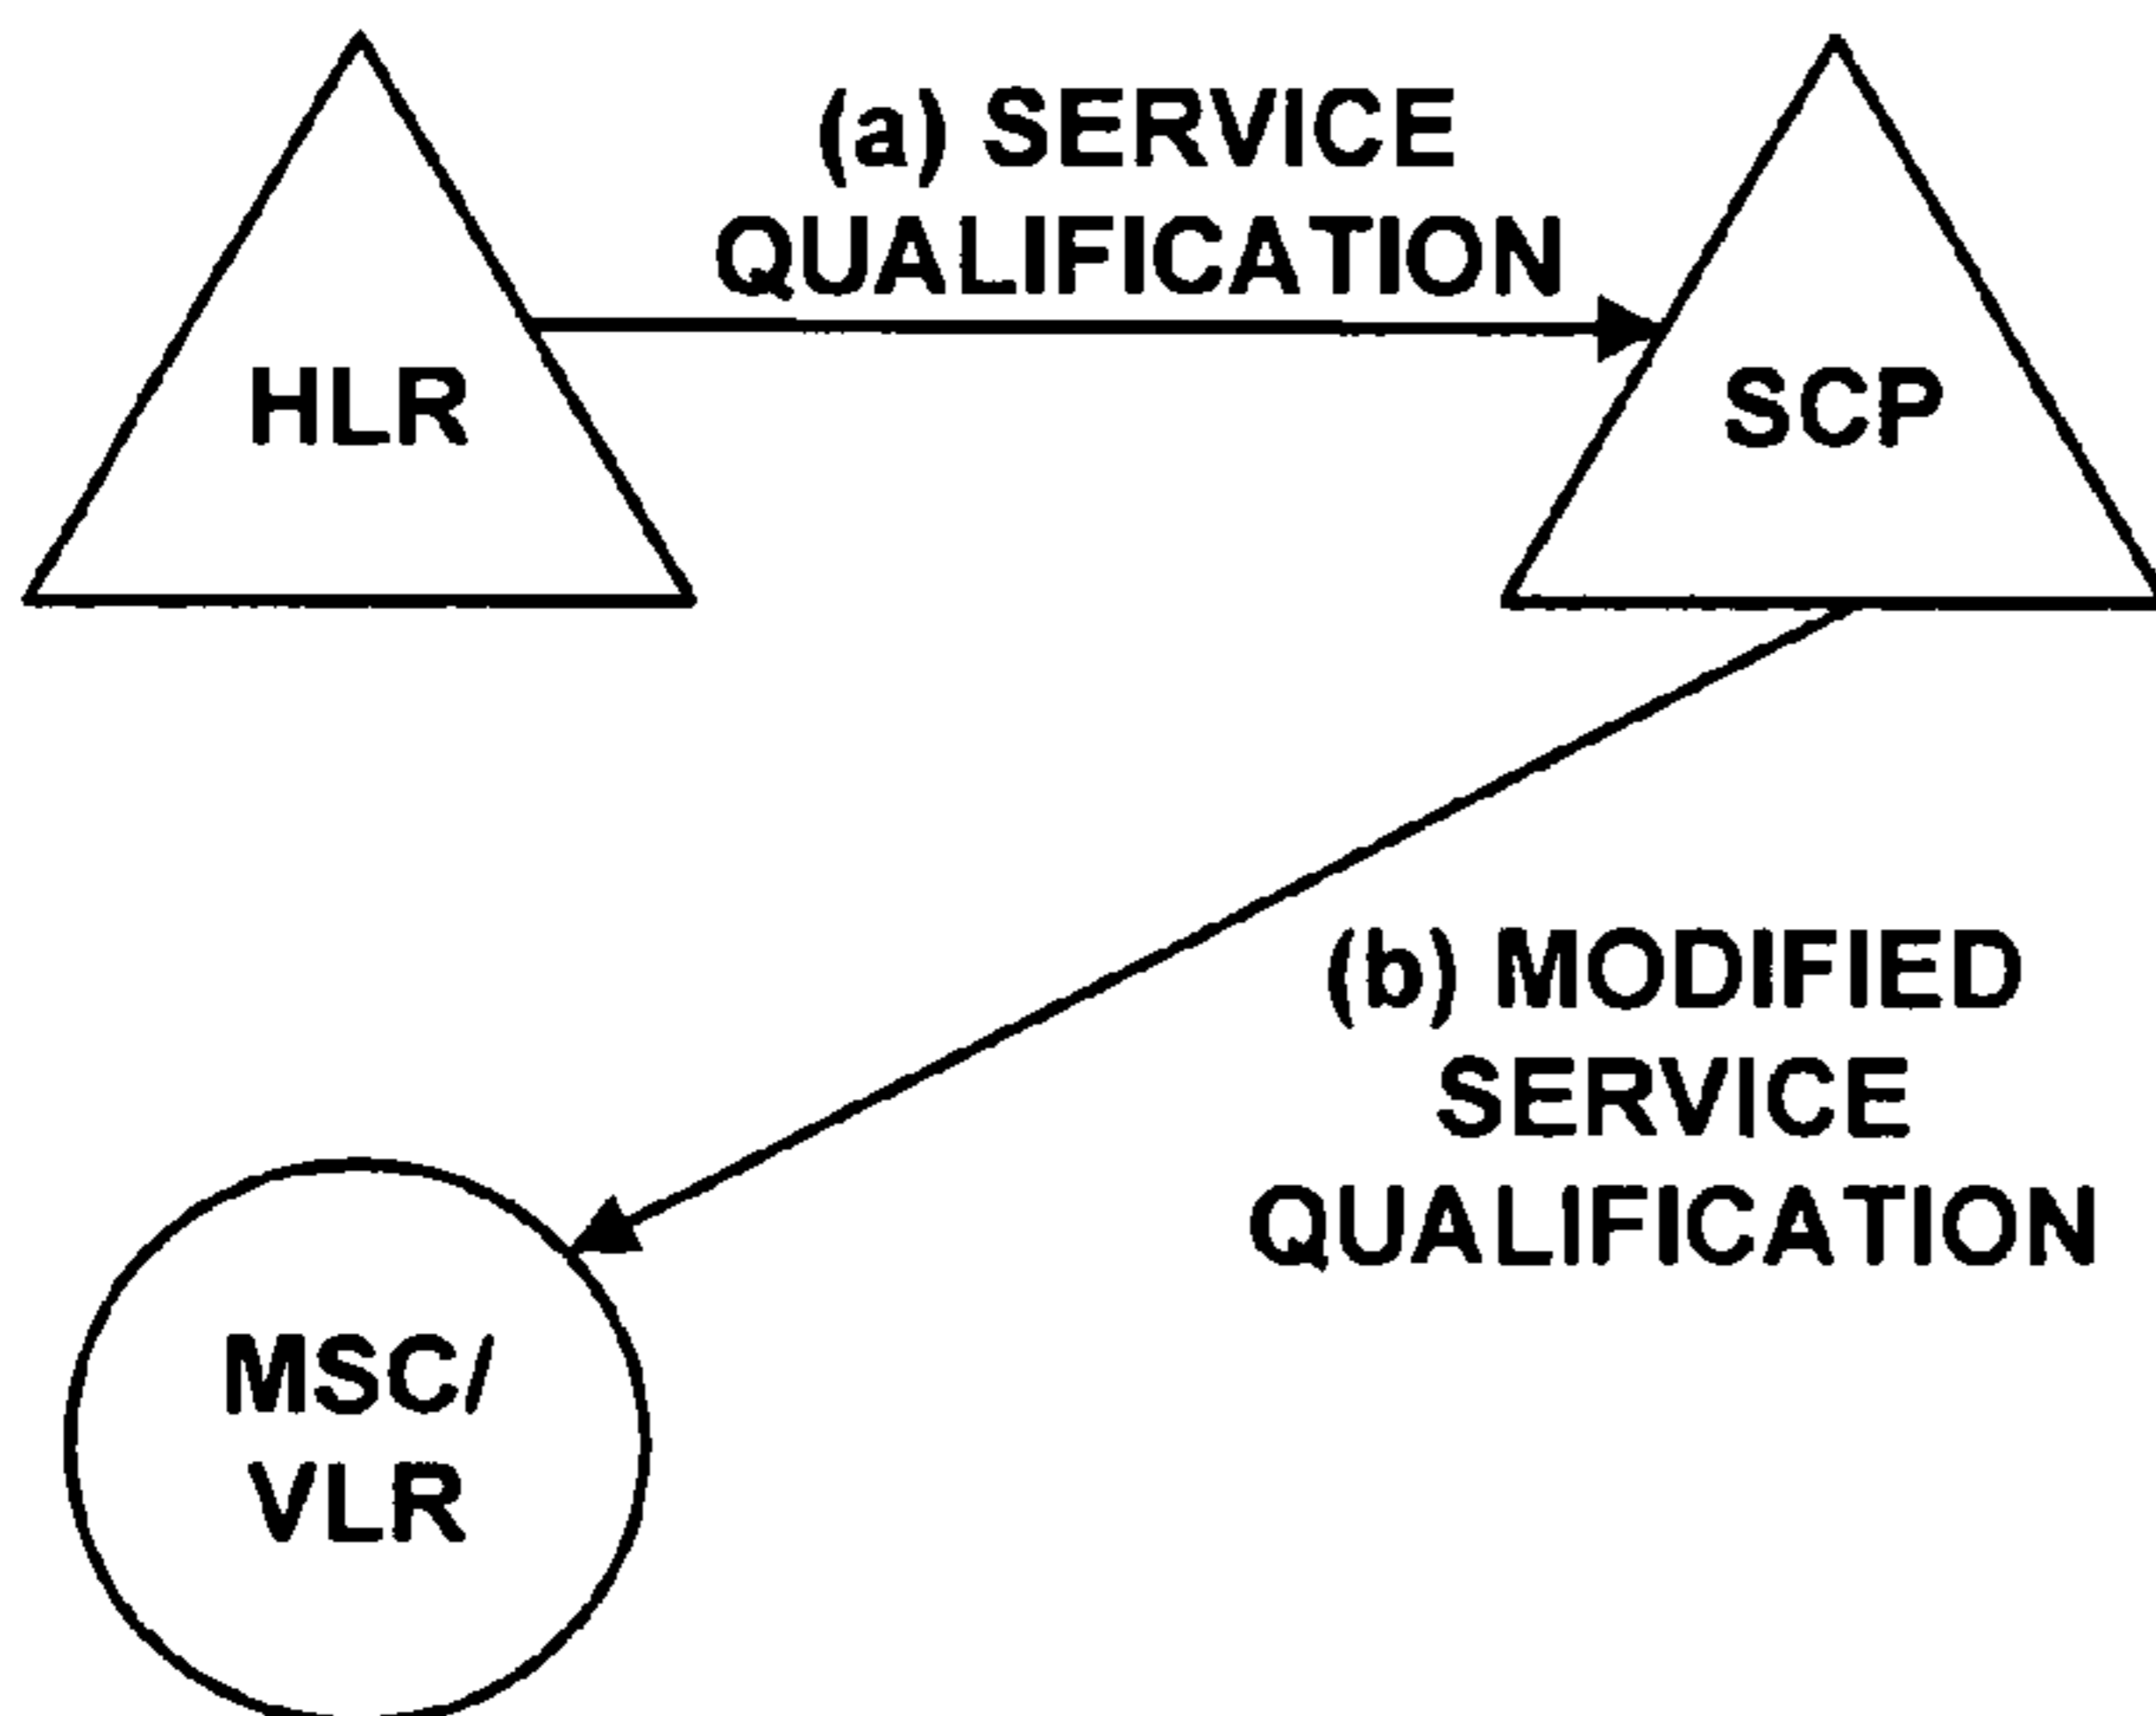 (a) SERVICE
QUALIFICATION
HLR
SCP
(b) MODIFIED
SERVICE
QUALIFICATION
MSC/
VLR